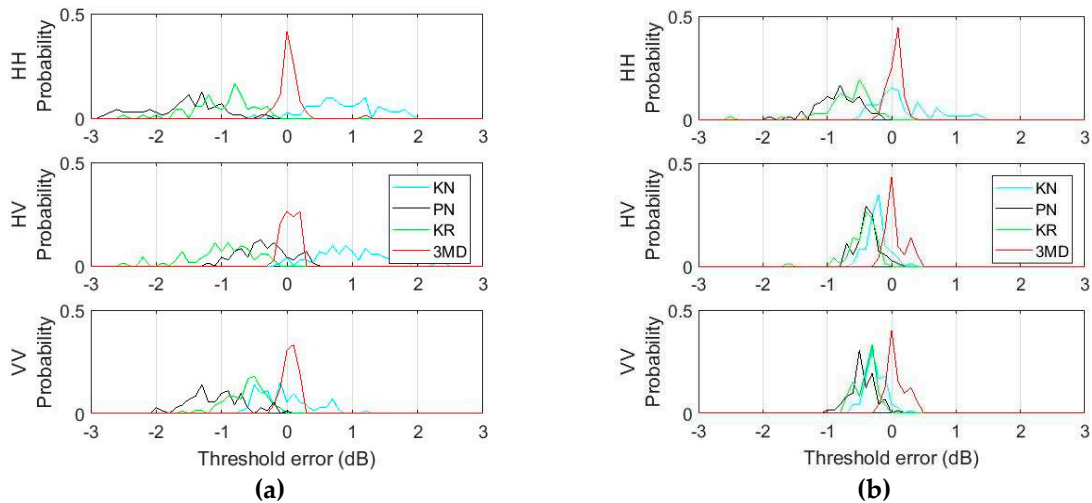 HH
Probability
0.5
0
-3 -2 -1 0 1 2 3
HV
Probability
0.5
0
-3 -2 -1 0 1 2 3
KN
PN
KR
3MD
VV
Probability
0.5
0
-3 -2 -1 0 1 2 3
Threshold error (dB)
(a)
HH
Probability
0.5
0
-3 -2 -1 0 1 2 3
HV
Probability
0.5
0
-3 -2 -1 0 1 2 3
KN
PN
KR
3MD
VV
Probability
0.5
0
-3 -2 -1 0 1 2 3
Threshold error (dB)
(b)